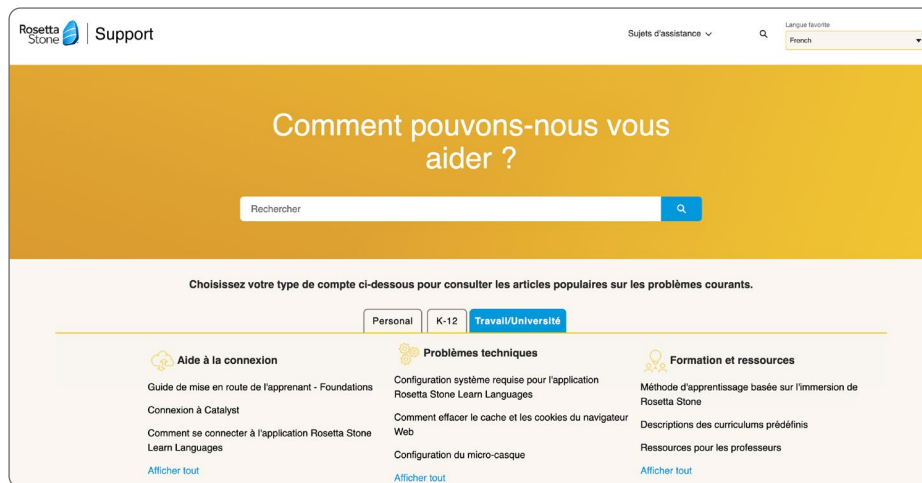 Rosetta
Stone
Support
Sujets d'assistance
Langue favorite
French
Comment pouvons-nous vous
aider ?
Rechercher
Choisissez votre type de compte ci-dessous pour consulter les articles populaires sur les problèmes courants.
Personal
K-12
Travail/Université
Aide à la connexion
Guide de mise en route de l'apprenant - Foundations
Connexion à Catalyst
Comment se connecter à l'application Rosetta Stone
Learn Languages
Afficher tout
Problèmes techniques
Configuration système requise pour l'application
Rosetta Stone Learn Languages
Comment effacer le cache et les cookies du navigateur
Web
Configuration du micro-casque
Afficher tout
Formation et ressources
Méthode d'apprentissage basée sur l'immersion de
Rosetta Stone
Descriptions des curriculums prédéfinis
Ressources pour les professeurs
Afficher tout